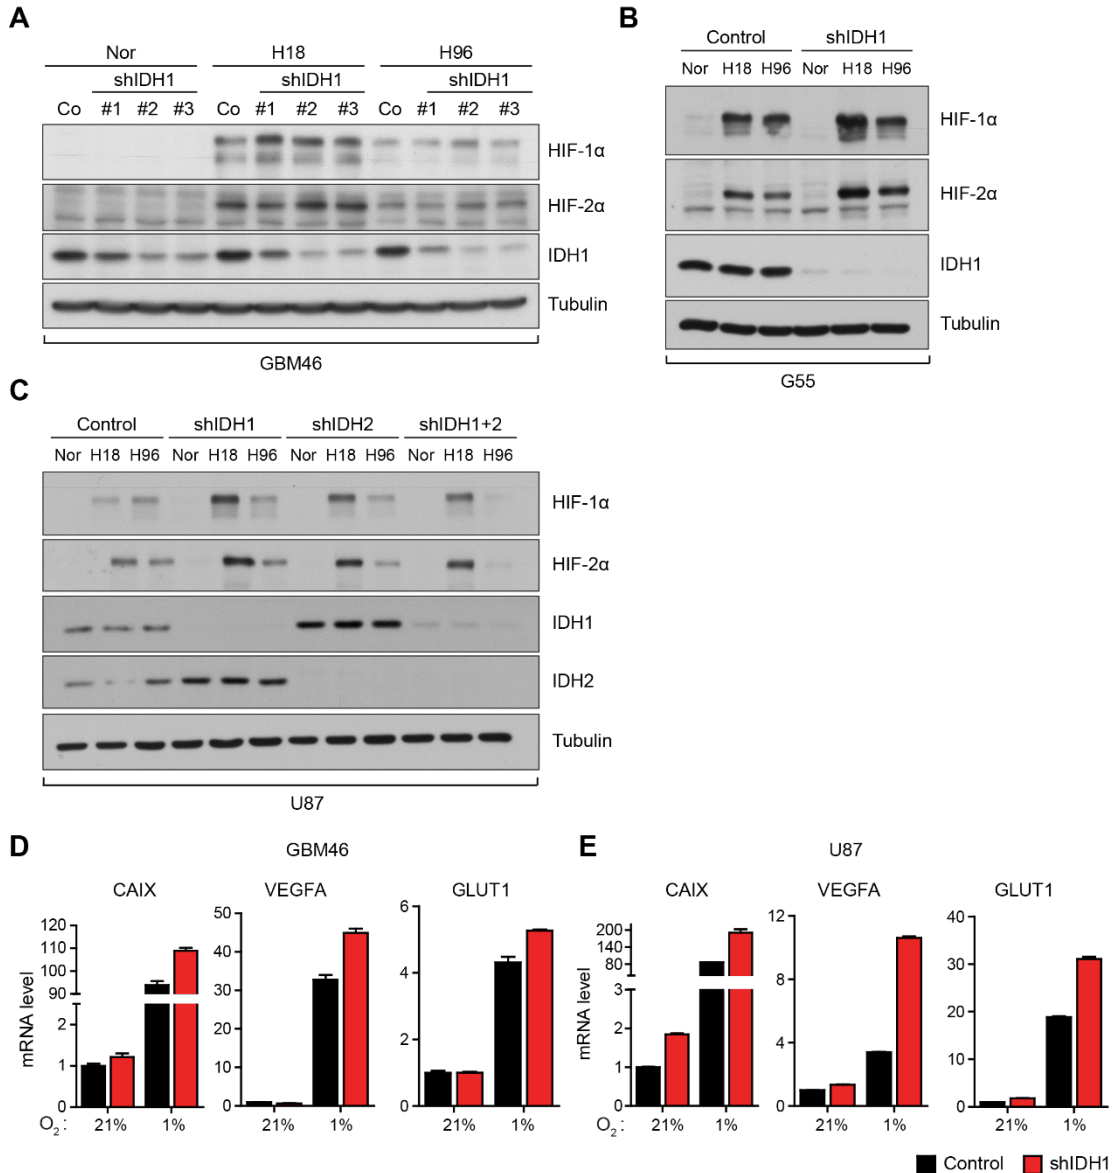 A
Nor H18 H96
shIDH1 shIDH1 shIDH1
Co #1 #2 #3 Co #1 #2 #3 Co #1 #2 #3
HIF-1α
HIF-2α
IDH1
Tubulin
GBM46
B
Control shIDH1
Nor H18 H96 Nor H18 H96
HIF-1α
HIF-2α
IDH1
Tubulin
G55
C
Control shIDH1 shIDH2 shIDH1+2
Nor H18 H96 Nor H18 H96 Nor H18 H96 Nor H18 H96
HIF-1α
HIF-2α
IDH1
IDH2
Tubulin
U87
D
GBM46
CAIX VEGFA GLUT1
mRNA level
120
110
100
90
2
1
0
50
40
30
20
10
0
6
4
2
0
O₂ : 21% 1% 21% 1% 21% 1%
E
U87
CAIX VEGFA GLUT1
mRNA level
200
140
80
3
2
1
0
12
8
4
0
40
30
20
10
0
O₂ : 21% 1% 21% 1% 21% 1%
Control shIDH1